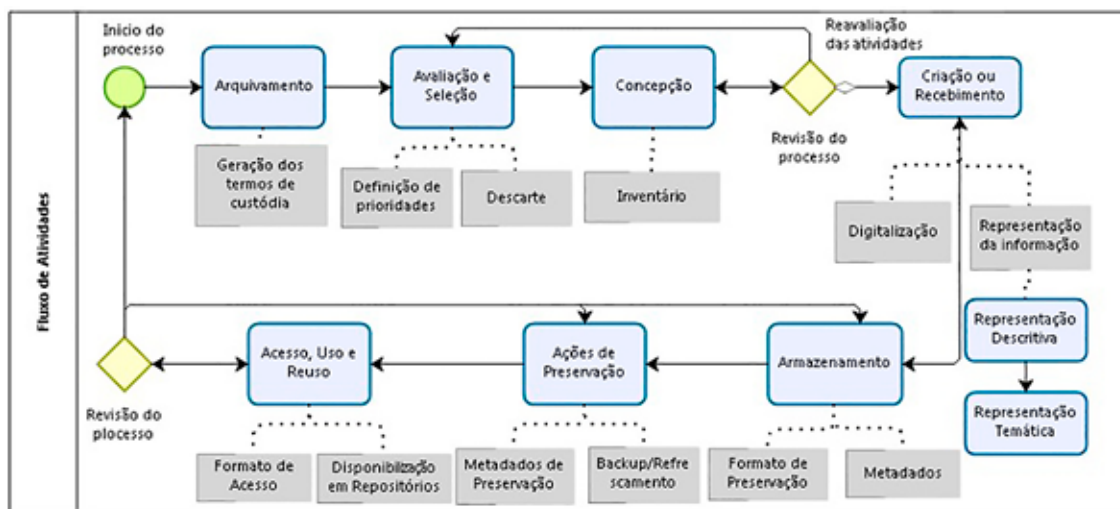 Fluxo de Atividades
Início do
processo
Arquivamento
Avaliação e
Seleção
Concepção
Reavaliação
das atividades
Revisão do
processo
Criação ou
Recebimento
Geração dos
termos de
custódia
Definição de
prioridades
Descarte
Inventário
Digitalização
Representação
da informação
Representação
Descritiva
Representação
Temática
Revisão do
plocesso
Acesso, Uso e
Reuso
Ações de
Preservação
Armazenamento
Formato de
Acesso
Disponibilização
em Repositórios
Metadados de
Preservação
Backup/Refre
scamento
Formato de
Preservação
Metadados